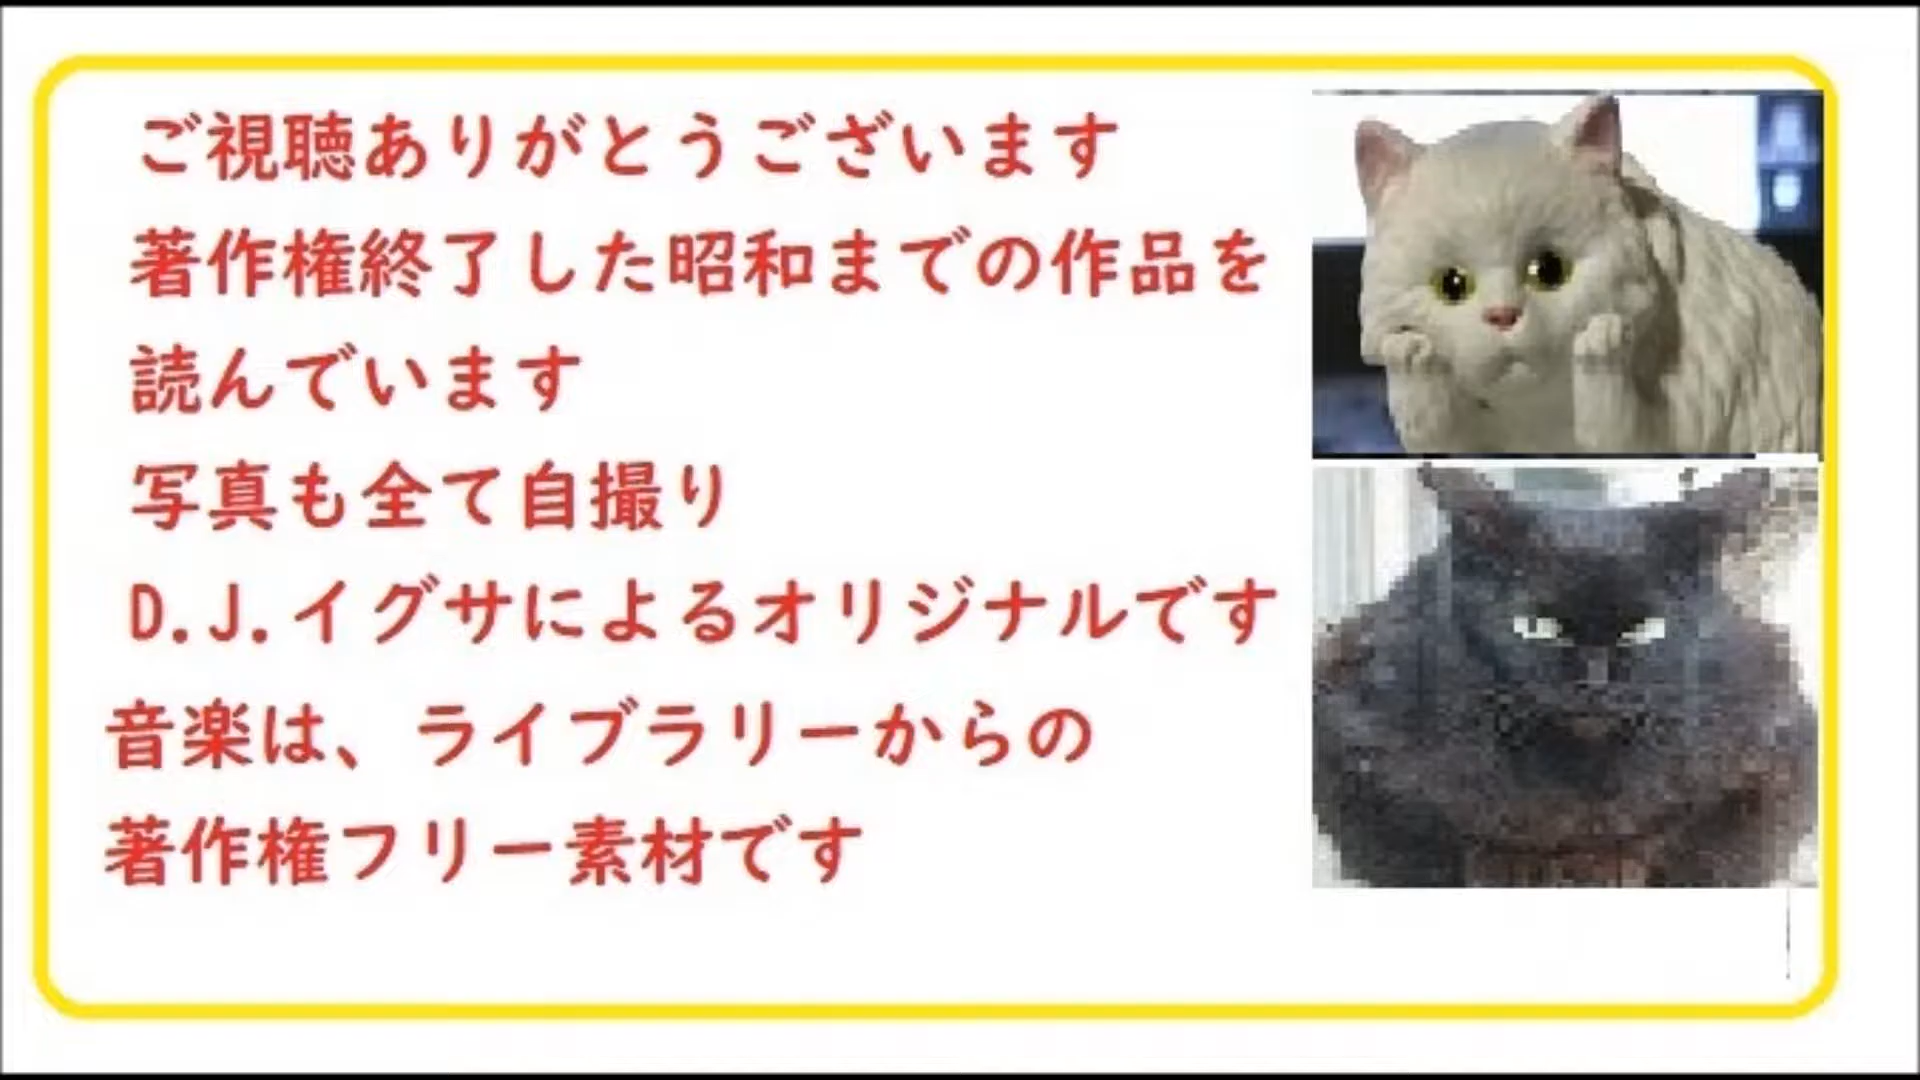 ご視聴ありがとうございます
著作権終了した昭和までの作品を
読んでいます
写真も全て自撮り
D.J.イグサによるオリジナルです
音楽は、ライブラリーからの
著作権フリー素材です